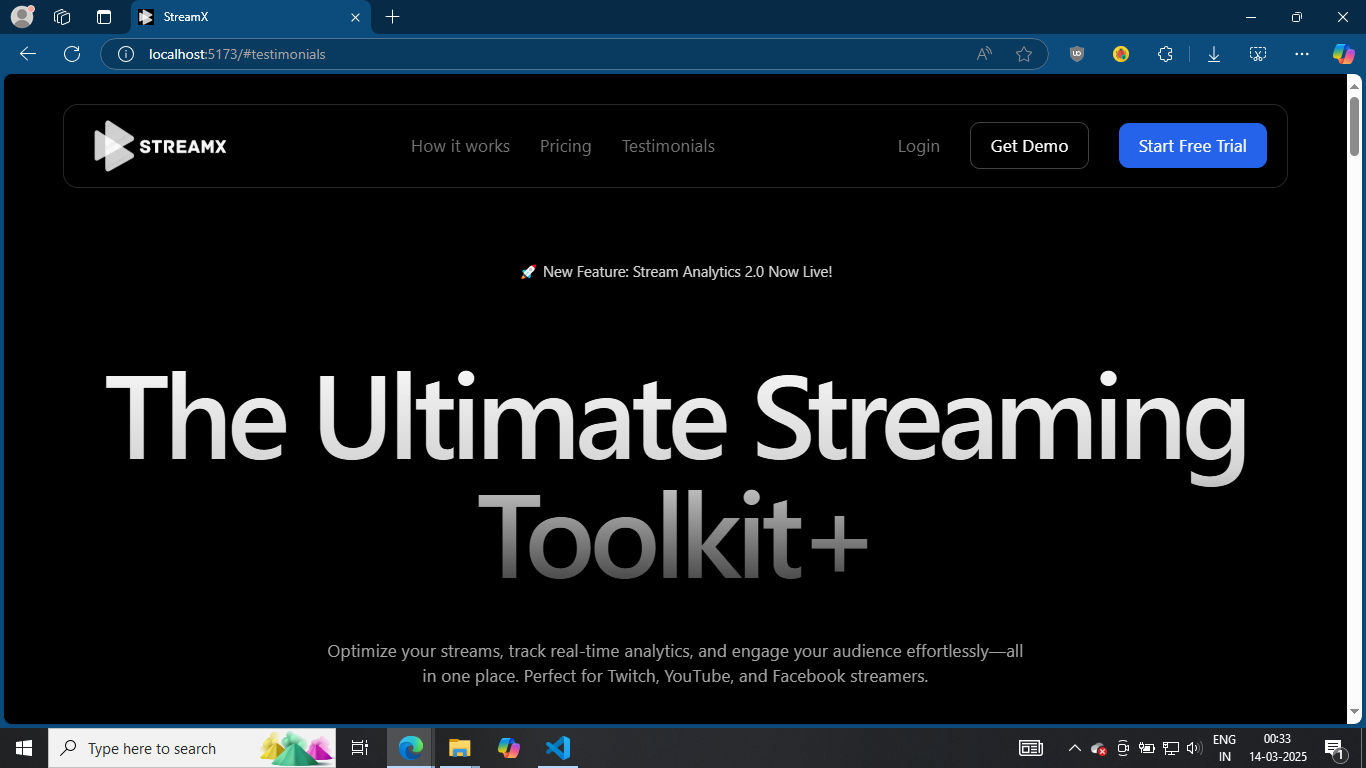 StreamX
localhost:5173/#testimonials
STREAMX
How it works
Pricing
Testimonials
Login
Get Demo
Start Free Trial
🚀 New Feature: Stream Analytics 2.0 Now Live!
The Ultimate Streaming
Toolkit+
Optimize your streams, track real-time analytics, and engage your audience effortlessly—all
in one place. Perfect for Twitch, YouTube, and Facebook streamers.
Type here to search
ENG
IN
00:33
14-03-2025
1